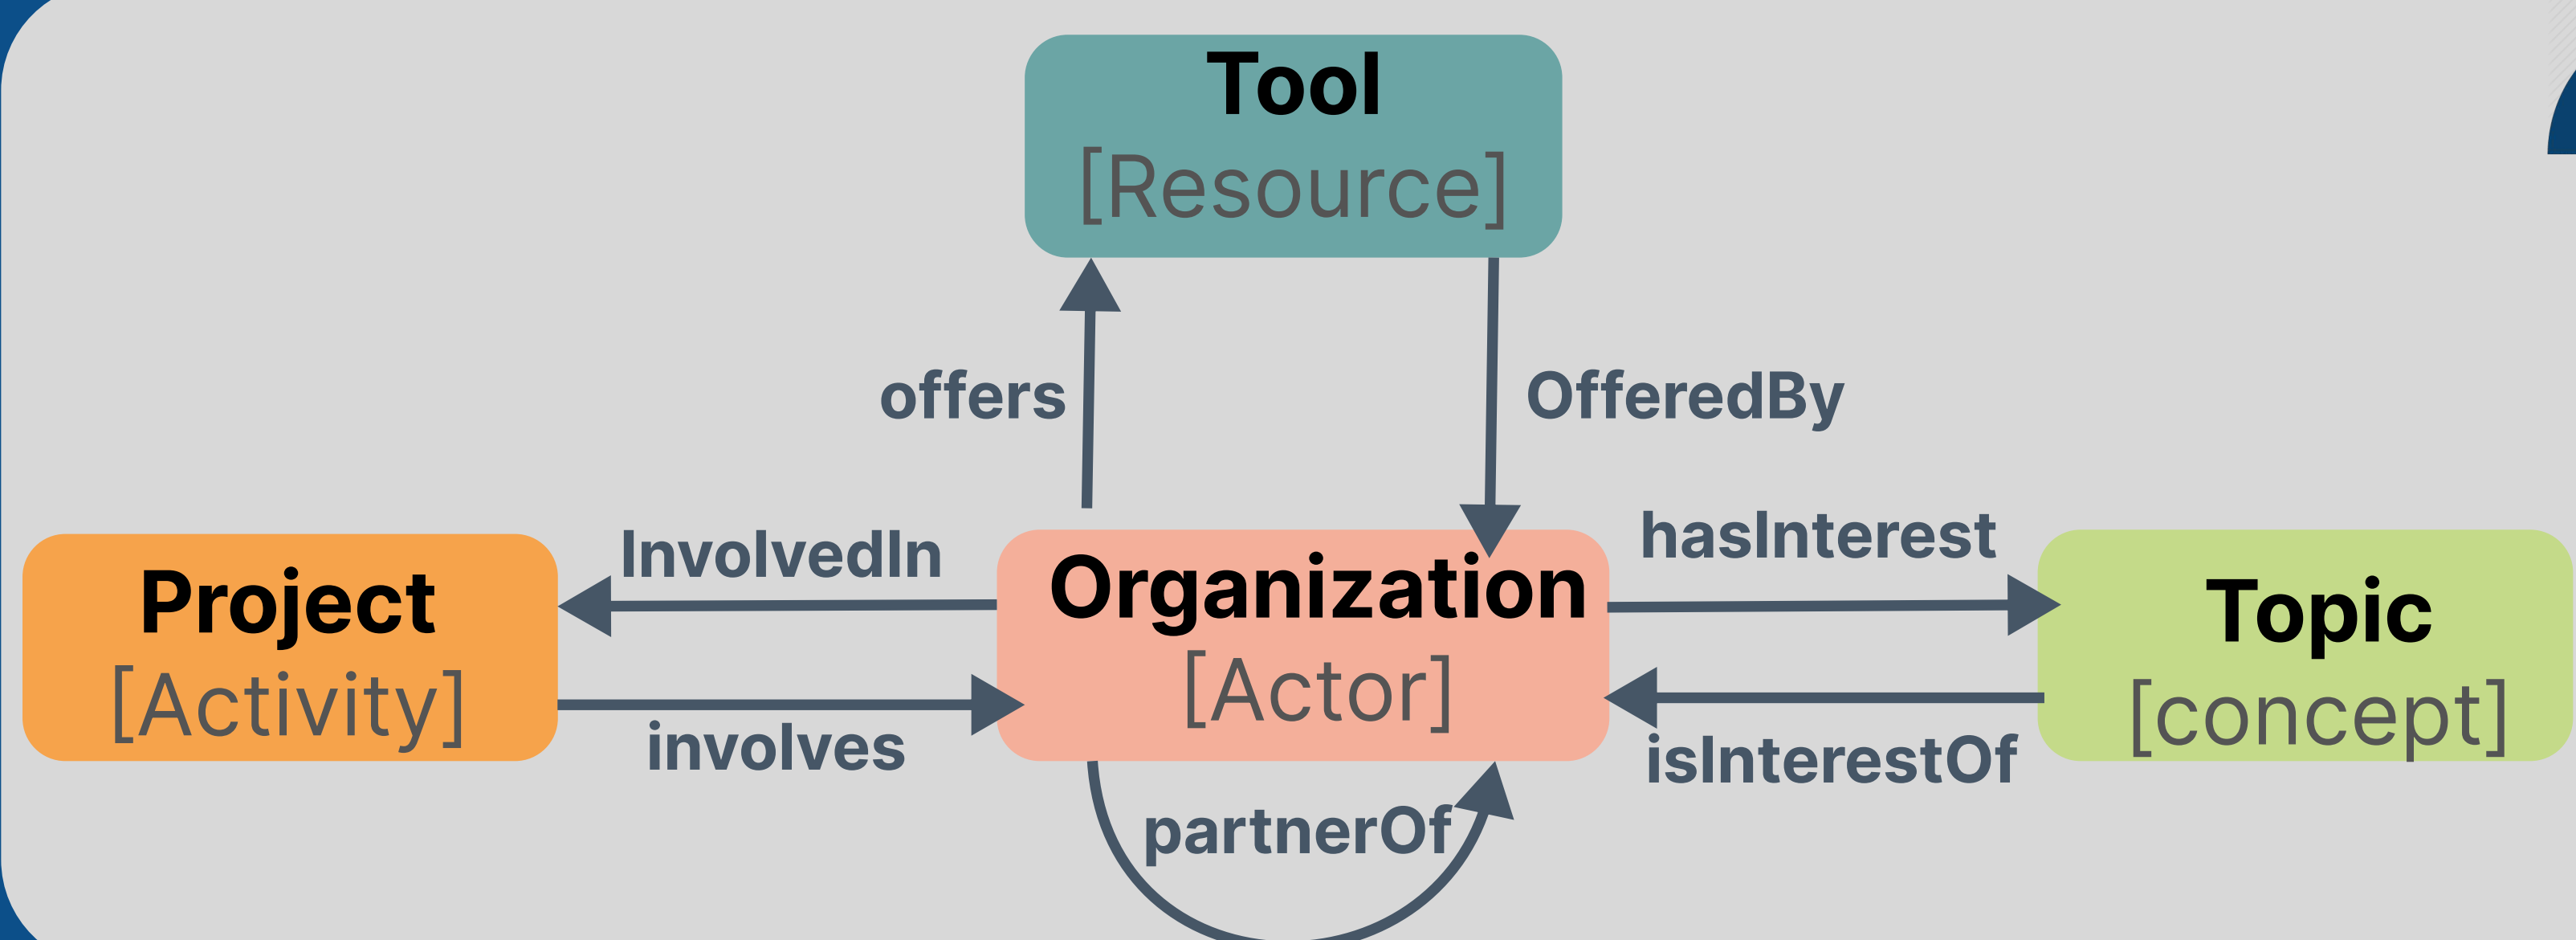 Tool
[Resource]
offers
OfferedBy
InvolvedIn
hasInterest
Project
[Activity]
Organization
[Actor]
Topic
[concept]
involves
isInterestOf
partnerOf